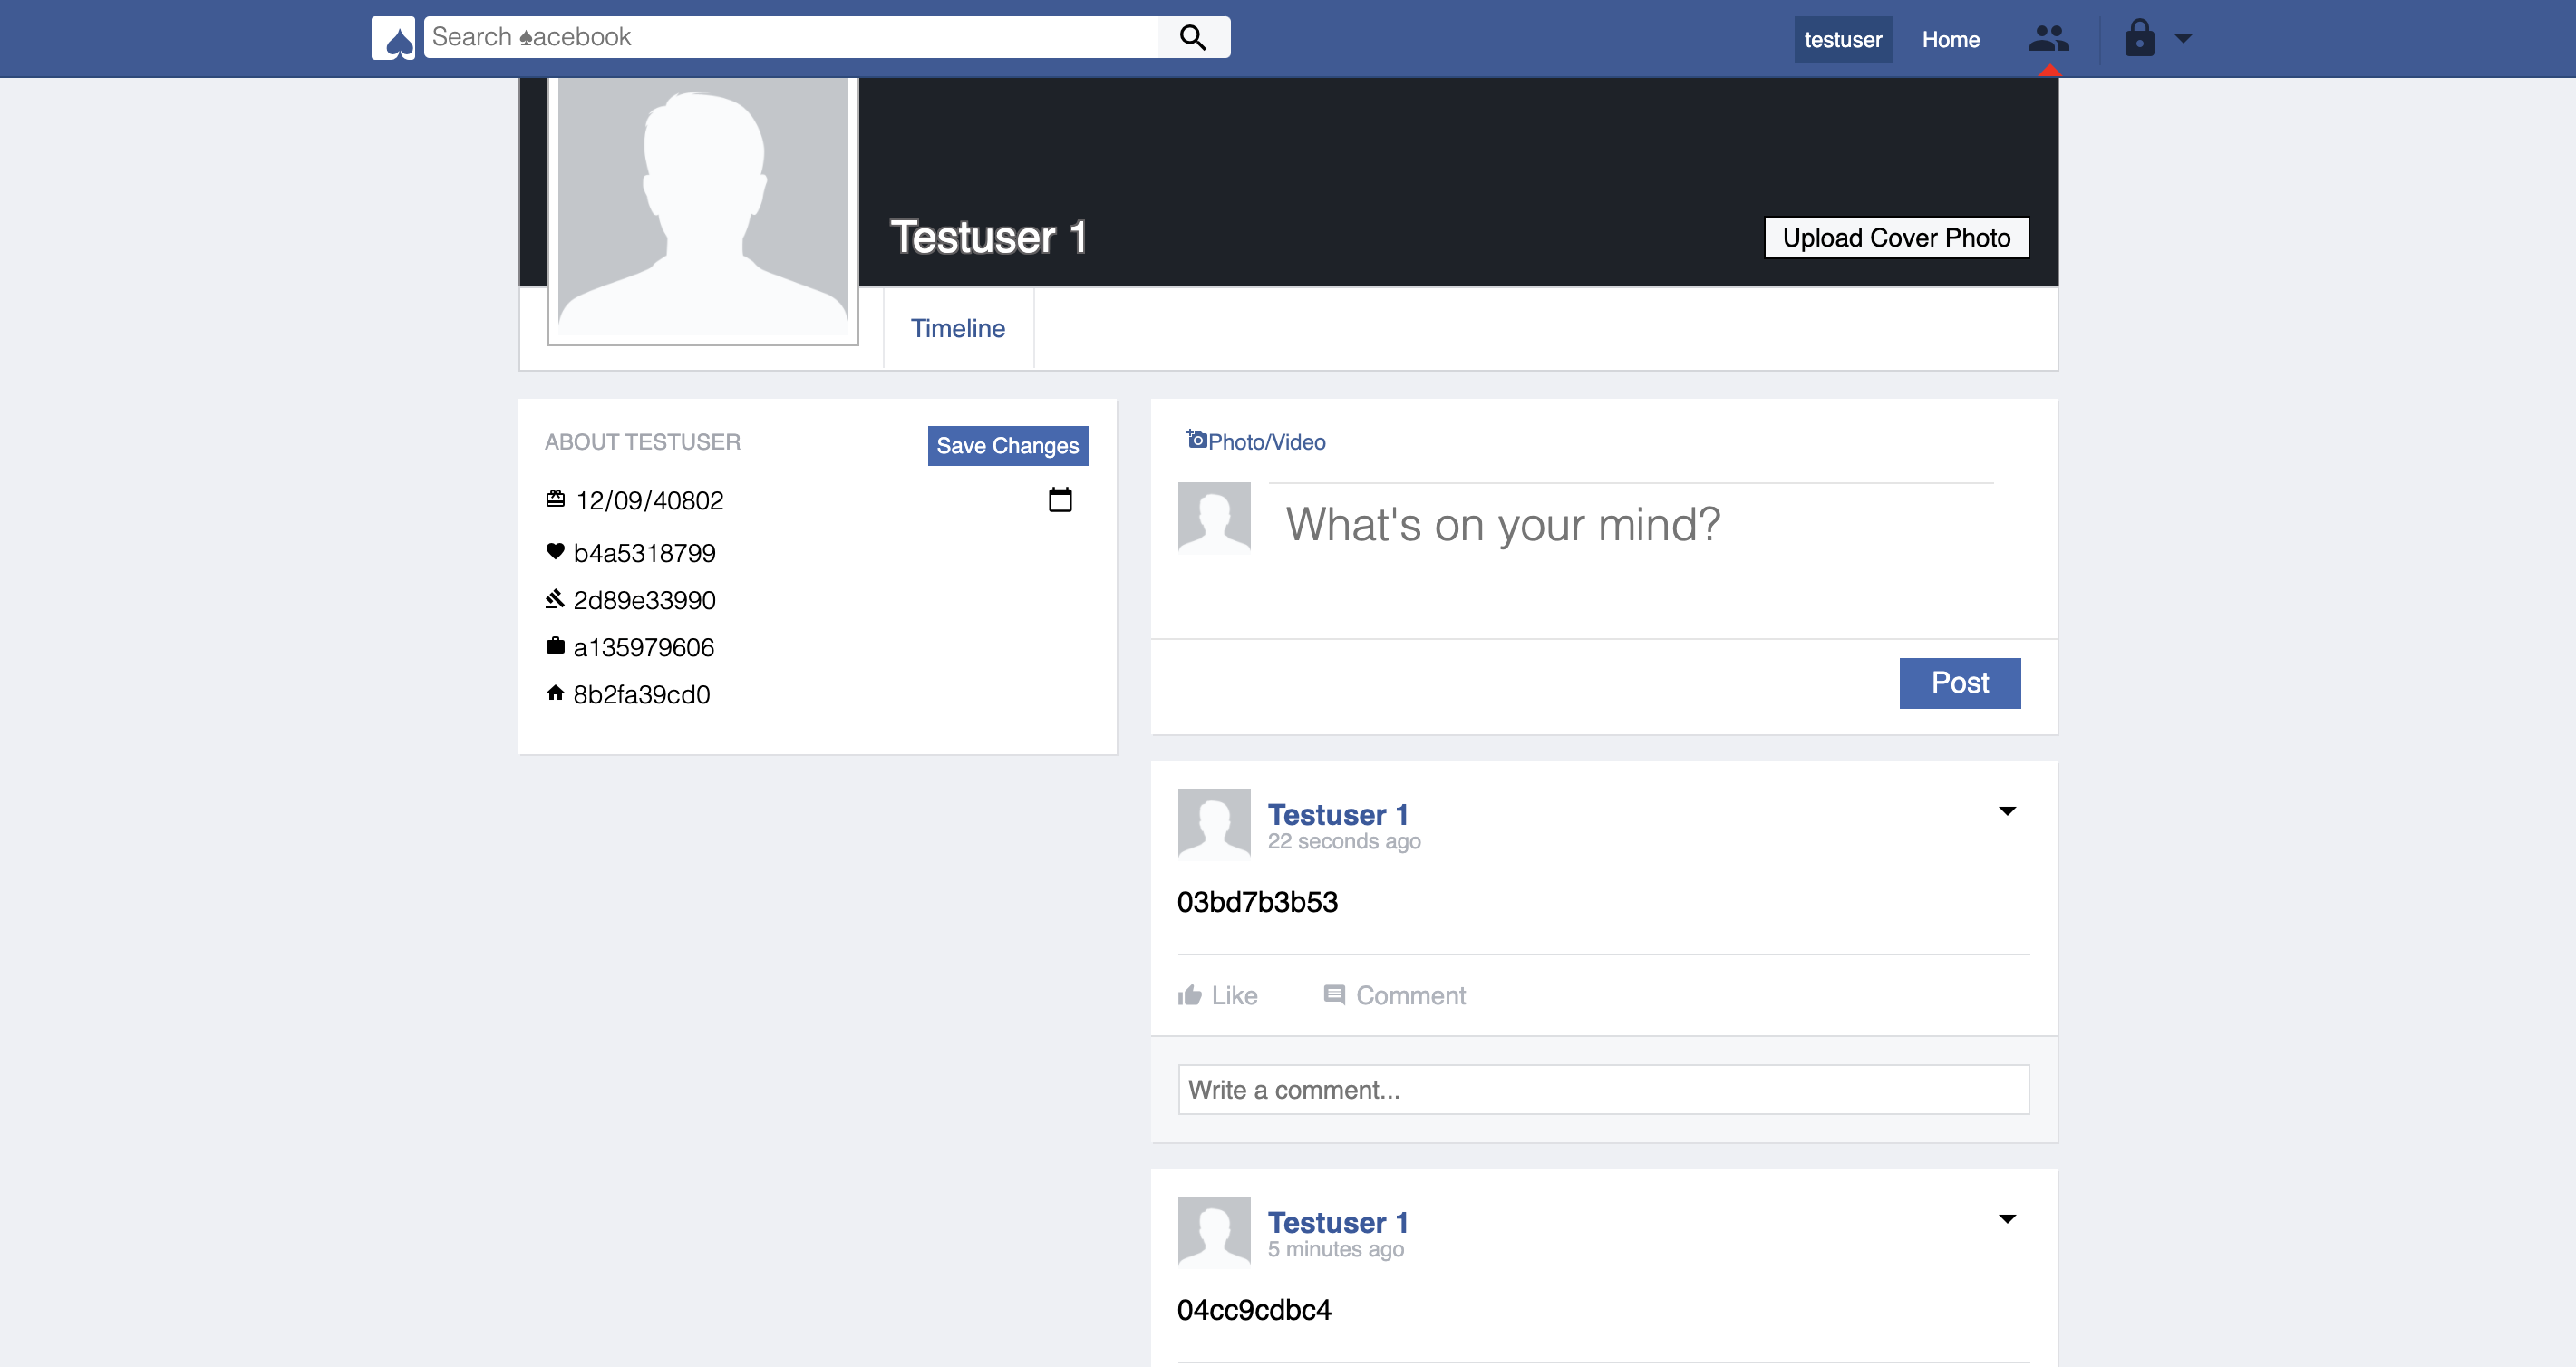 Search ♠acebook
testuser
Home
Testuser 1
Upload Cover Photo
Timeline
ABOUT TESTUSER
Save Changes
12/09/40802
b4a5318799
2d89e33990
a135979606
8b2fa39cd0
Photo/Video
What's on your mind?
Post
Testuser 1
22 seconds ago
03bd7b3b53
Like
Comment
Write a comment...
Testuser 1
5 minutes ago
04cc9cdbc4